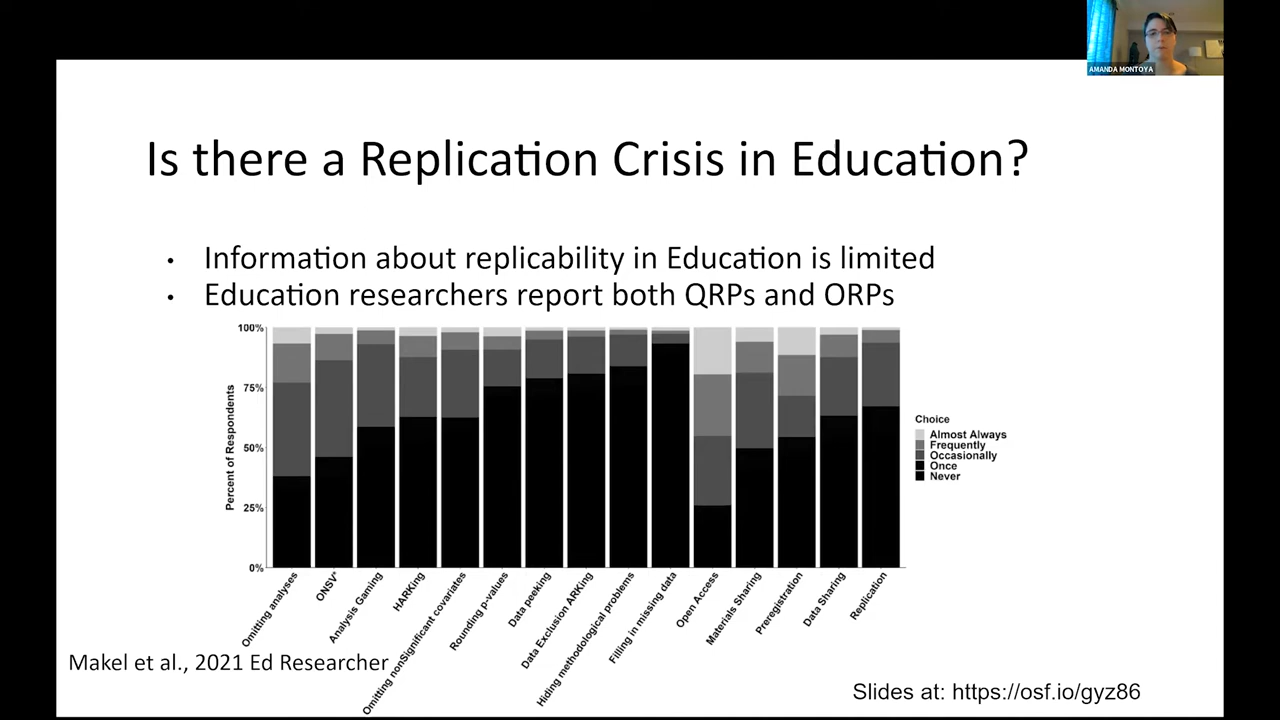 AMANDA MONTOYA
Is there a Replication Crisis in Education?
• Information about replicability in Education is limited
• Education researchers report both QRPs and ORPs
Percent of Respondents
100%
75%
50%
25%
0%
Omitting analyses
ONSV*
Analysis Gaming
HARKing
Omitting nonSignificant covariates
Rounding p-values
Data peeking
Data Exclusion ARKing
Hiding methodological problems
Filling in missing data
Open Access
Materials Sharing
Preregistration
Data Sharing
Replication
Choice
Almost Always
Frequently
Occasionally
Once
Never
Makel et al., 2021 Ed Researcher
Slides at: https://osf.io/gyz86